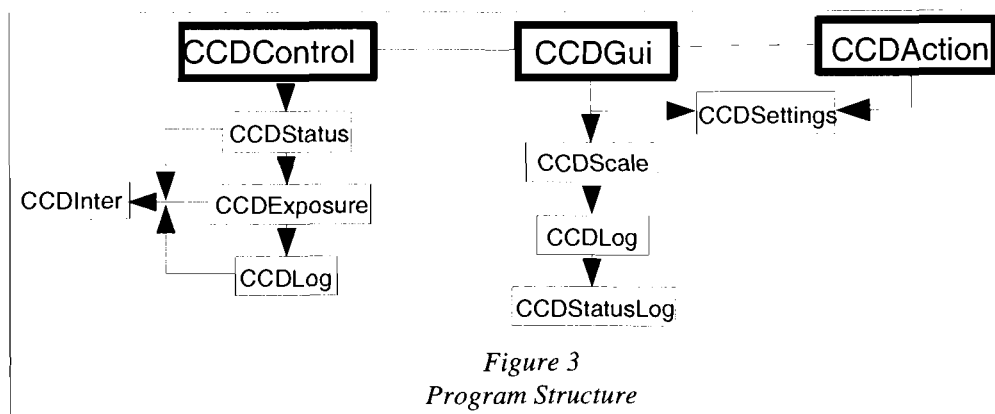 CCDControl
CCDGui
CCDAction
CCDStatus
CCDSettings
CCDScale
CCDInter
CCDExposure
CCDLog
CCDLog
CCDStatusLog
Figure 3
Program Structure